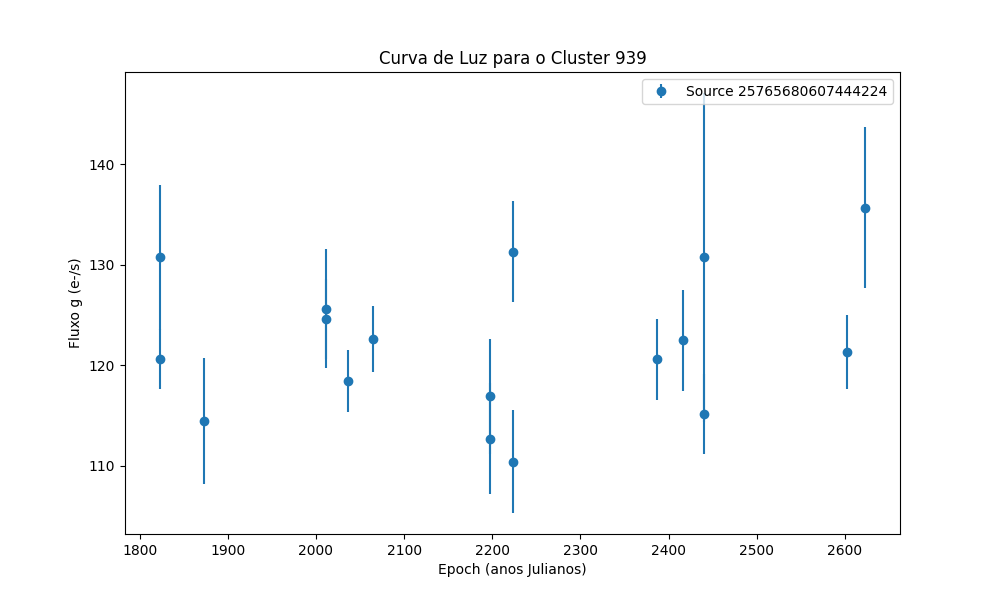 Curva de Luz para o Cluster 939
Source 25765680607444224
Fluxo g (e-/s)
140
130
120
110
1800 1900 2000 2100 2200 2300 2400 2500 2600
Epoch (anos Julianos)